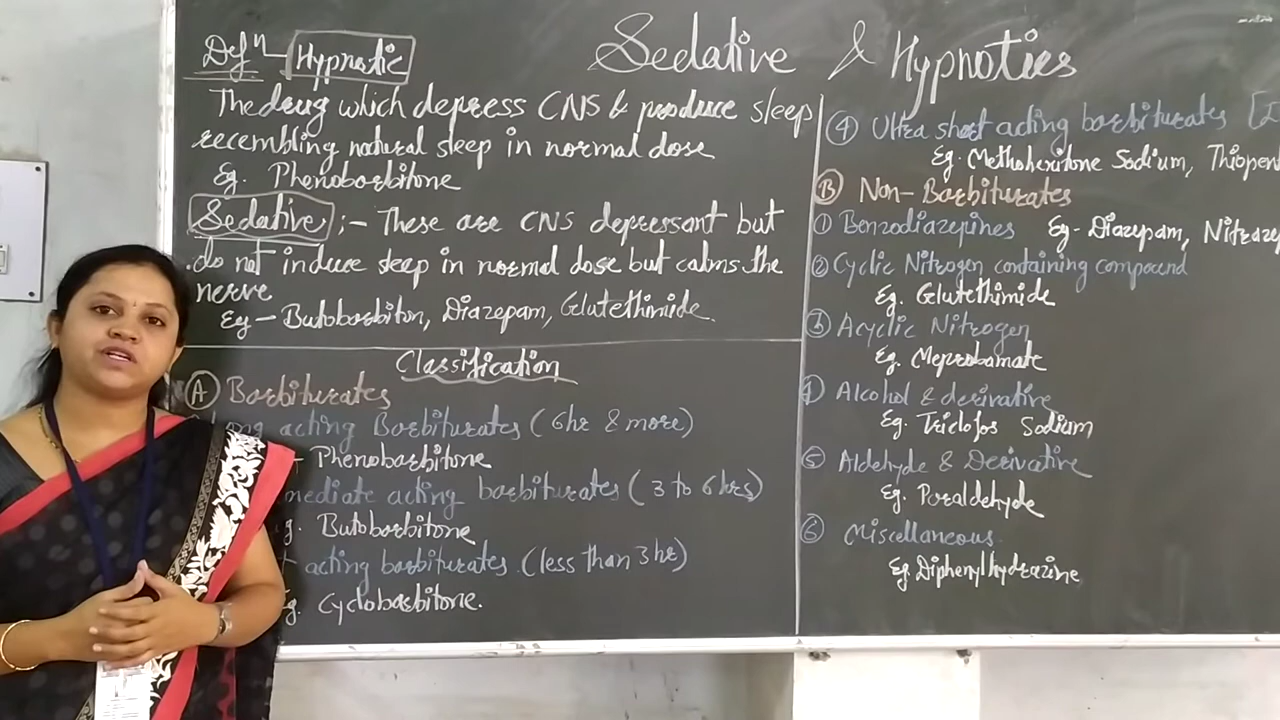 Sedative & Hypnotics
Defⁿ - Hypnotic
The drug which depress CNS & produce sleep
recembling natural sleep in normal dose
Eg. Phenobarbitone
Sedative :- These are CNS depressant but
do not induce sleep in normal dose but calms the
nerve
Eg - Butobarbiton, Diazepam, Glutethimide.
Classification
(A) Barbiturates
acting Barbiturates (6hr & more)
- Phenobarbitone
mediate acting barbiturates (3 to 6 hrs)
g. Butobarbitone
t acting barbiturates (less than 3 hr)
g. Cyclobarbitone.
(4) Ultra short acting barbiturates [I
Eg. Methohexitone Sodium, Thiopent
(B) Non-Barbiturates
(1) Benzodiazepines Eg - Diazepam, Nitraze
(2) Cyclic Nitrogen containing compound
Eg. Glutethimide
(3) Acyclic Nitrogen
Eg. Meprobamate
(4) Alcohol & derivative
Eg. Triclofos Sodium
(5) Aldehyde & Derivative
Eg. Paraldehyde
(6) Miscellaneous
Eg. Diphenylhydrazine